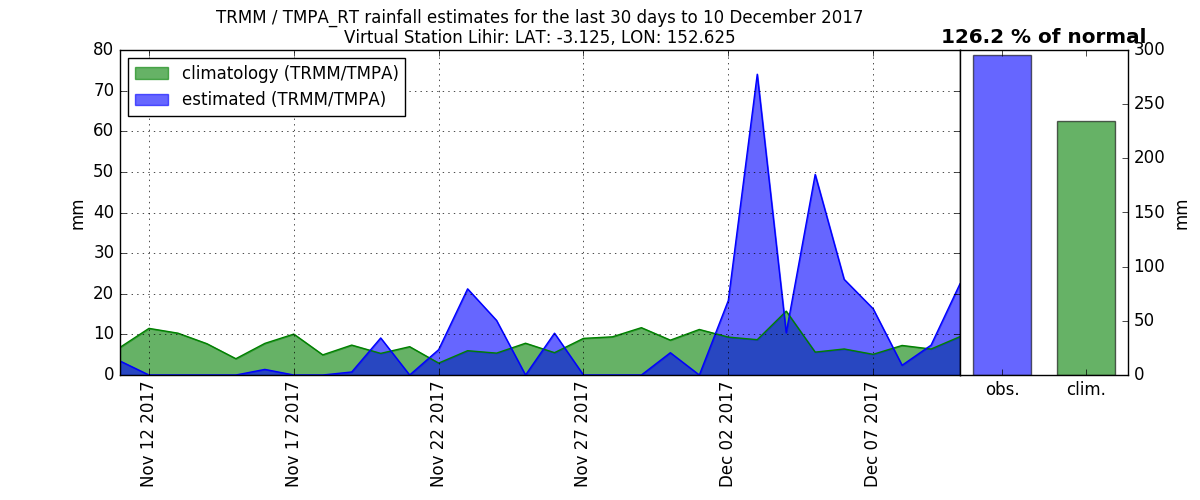 TRMM / TMPA_RT rainfall estimates for the last 30 days to 10 December 2017
Virtual Station Lihir: LAT: -3.125, LON: 152.625
126.2 % of normal
climatology (TRMM/TMPA)
estimated (TRMM/TMPA)
mm
80
70
60
50
40
30
20
10
0
Nov 12 2017
Nov 17 2017
Nov 22 2017
Nov 27 2017
Dec 02 2017
Dec 07 2017
obs.
clim.
300
250
200
150
100
50
0
mm